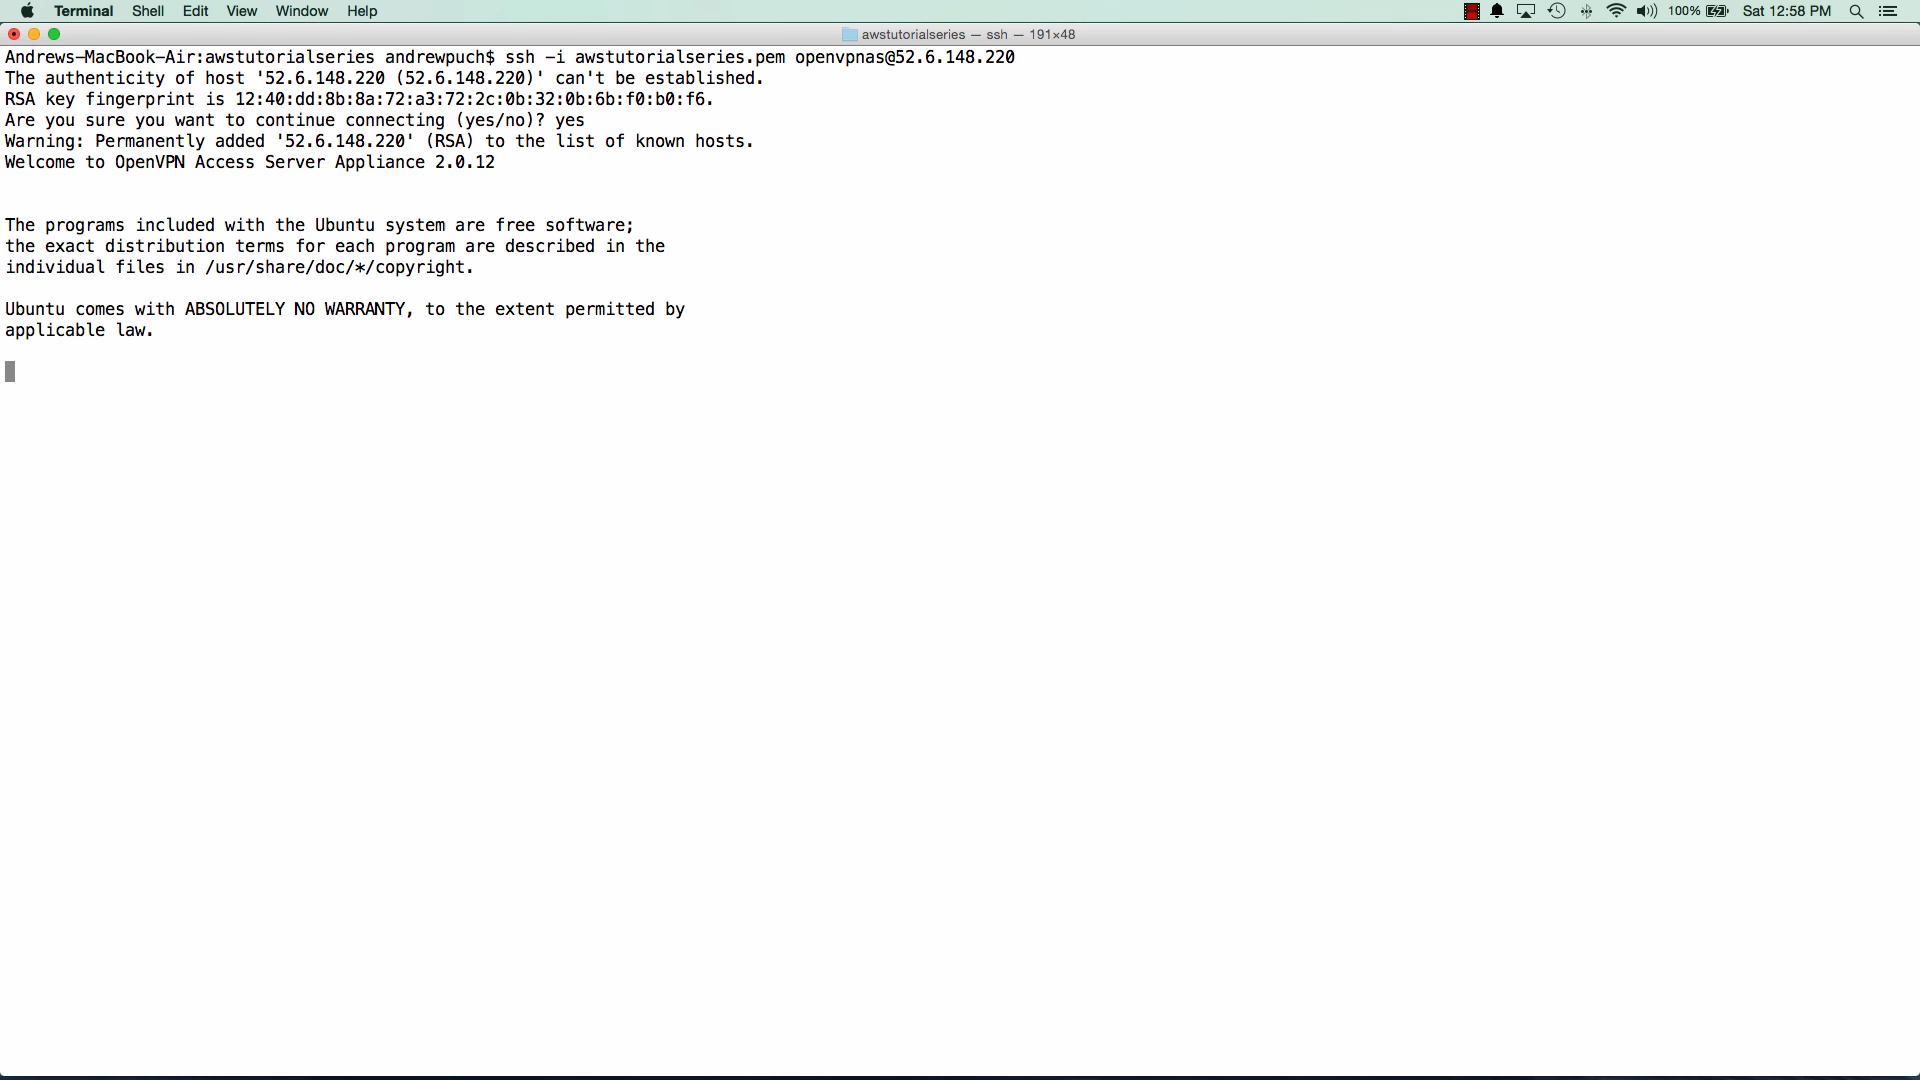 Terminal Shell Edit View Window Help 100% Sat 12:58 PM
awstutorialseries — ssh — 191×48
Andrews-MacBook-Air:awstutorialseries andrewpuch$ ssh -i awstutorialseries.pem openvpnas@52.6.148.220
The authenticity of host '52.6.148.220 (52.6.148.220)' can't be established.
RSA key fingerprint is 12:40:dd:8b:8a:72:a3:72:2c:0b:32:0b:6b:f0:b0:f6.
Are you sure you want to continue connecting (yes/no)? yes
Warning: Permanently added '52.6.148.220' (RSA) to the list of known hosts.
Welcome to OpenVPN Access Server Appliance 2.0.12
The programs included with the Ubuntu system are free software;
the exact distribution terms for each program are described in the
individual files in /usr/share/doc/*/copyright.
Ubuntu comes with ABSOLUTELY NO WARRANTY, to the extent permitted by
applicable law.